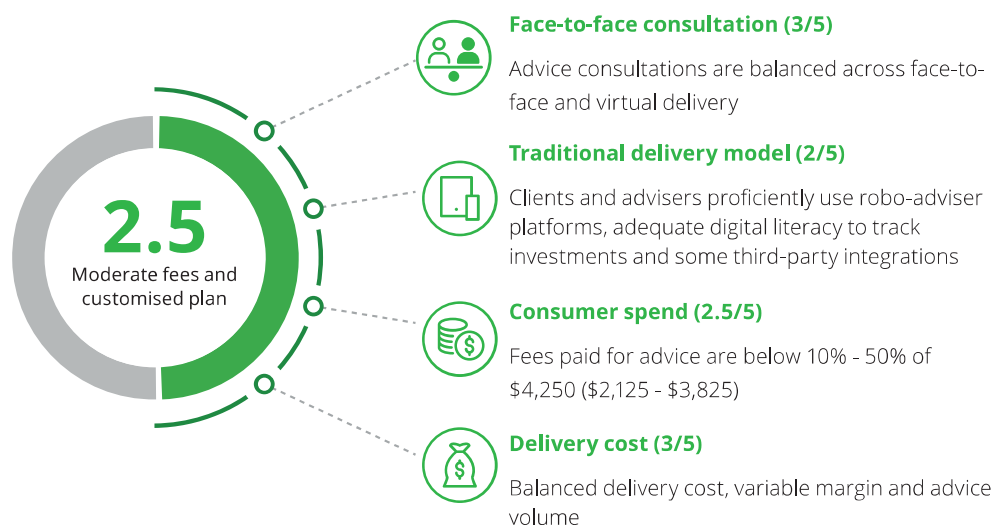 2.5
Moderate fees and
customised plan
Face-to-face consultation (3/5)
Advice consultations are balanced across face-to-
face and virtual delivery
Traditional delivery model (2/5)
Clients and advisers proficiently use robo-adviser
platforms, adequate digital literacy to track
investments and some third-party integrations
Consumer spend (2.5/5)
Fees paid for advice are below 10% - 50% of
$4,250 ($2,125 - $3,825)
Delivery cost (3/5)
Balanced delivery cost, variable margin and advice
volume